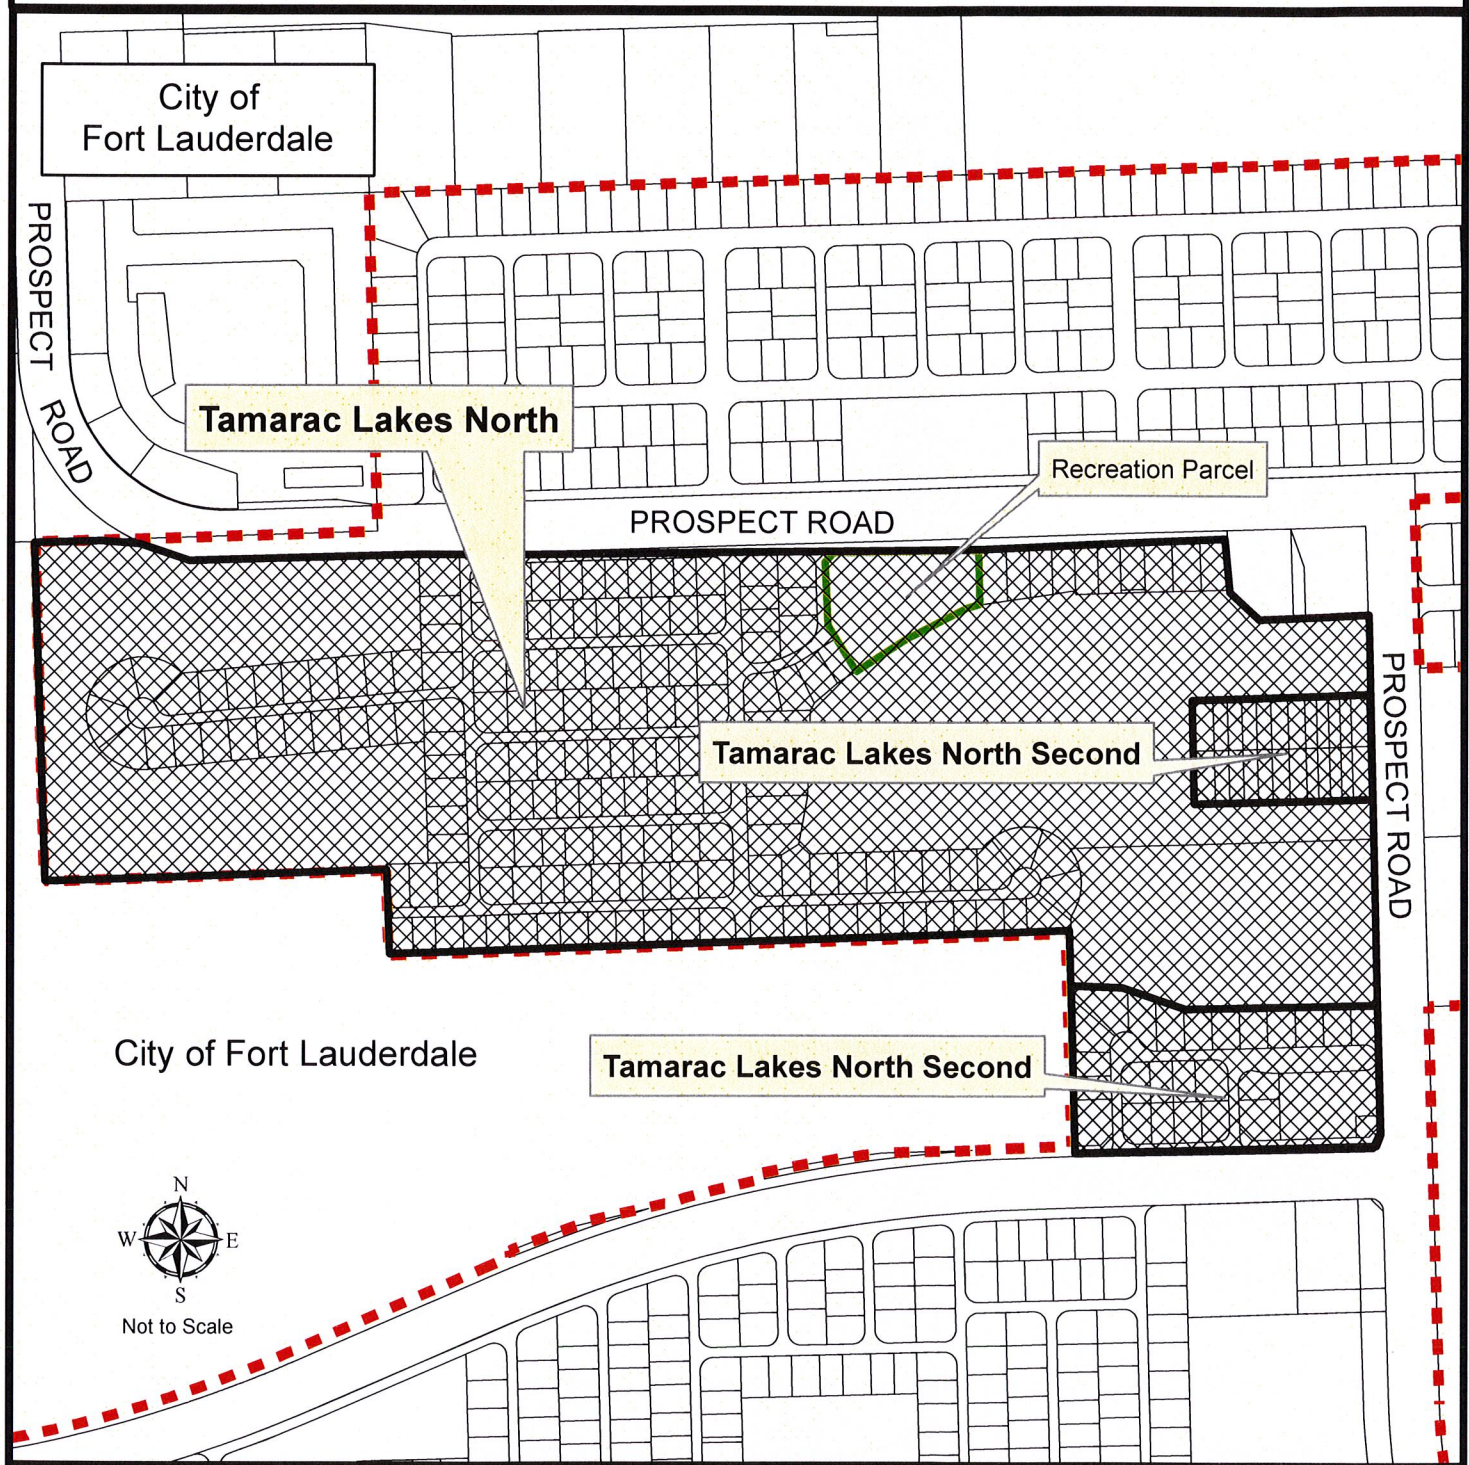 City of
Fort Lauderdale
PROSPECT ROAD
Tamarac Lakes North
Recreation Parcel
PROSPECT ROAD
Tamarac Lakes North Second
PROSPECT ROAD
City of Fort Lauderdale
Tamarac Lakes North Second
N
W E
S
Not to Scale